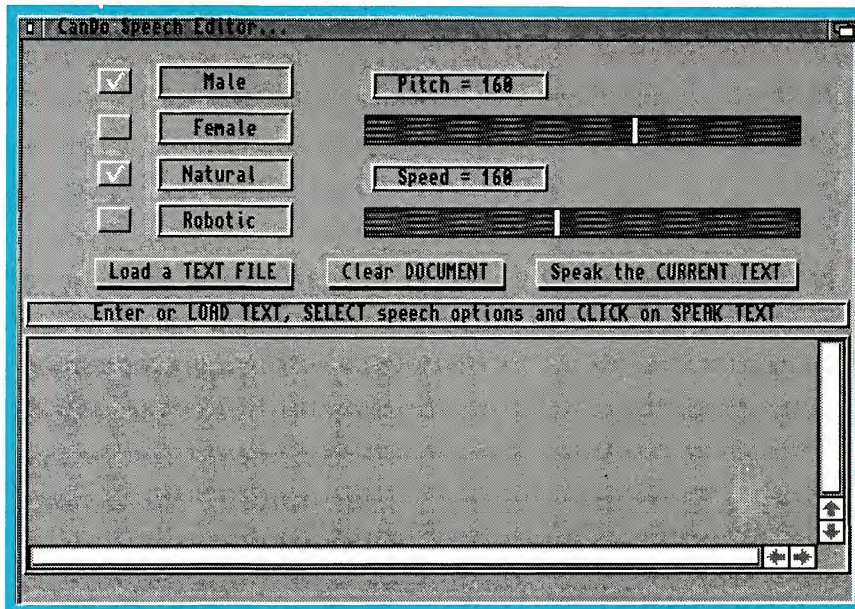 CanDo Speech Editor...
Male
Pitch = 160
Female
Natural
Speed = 160
Robotic
Load a TEXT FILE
Clear DOCUMENT
Speak the CURRENT TEXT
Enter or LOAD TEXT, SELECT speech options and CLICK on SPEAK TEXT